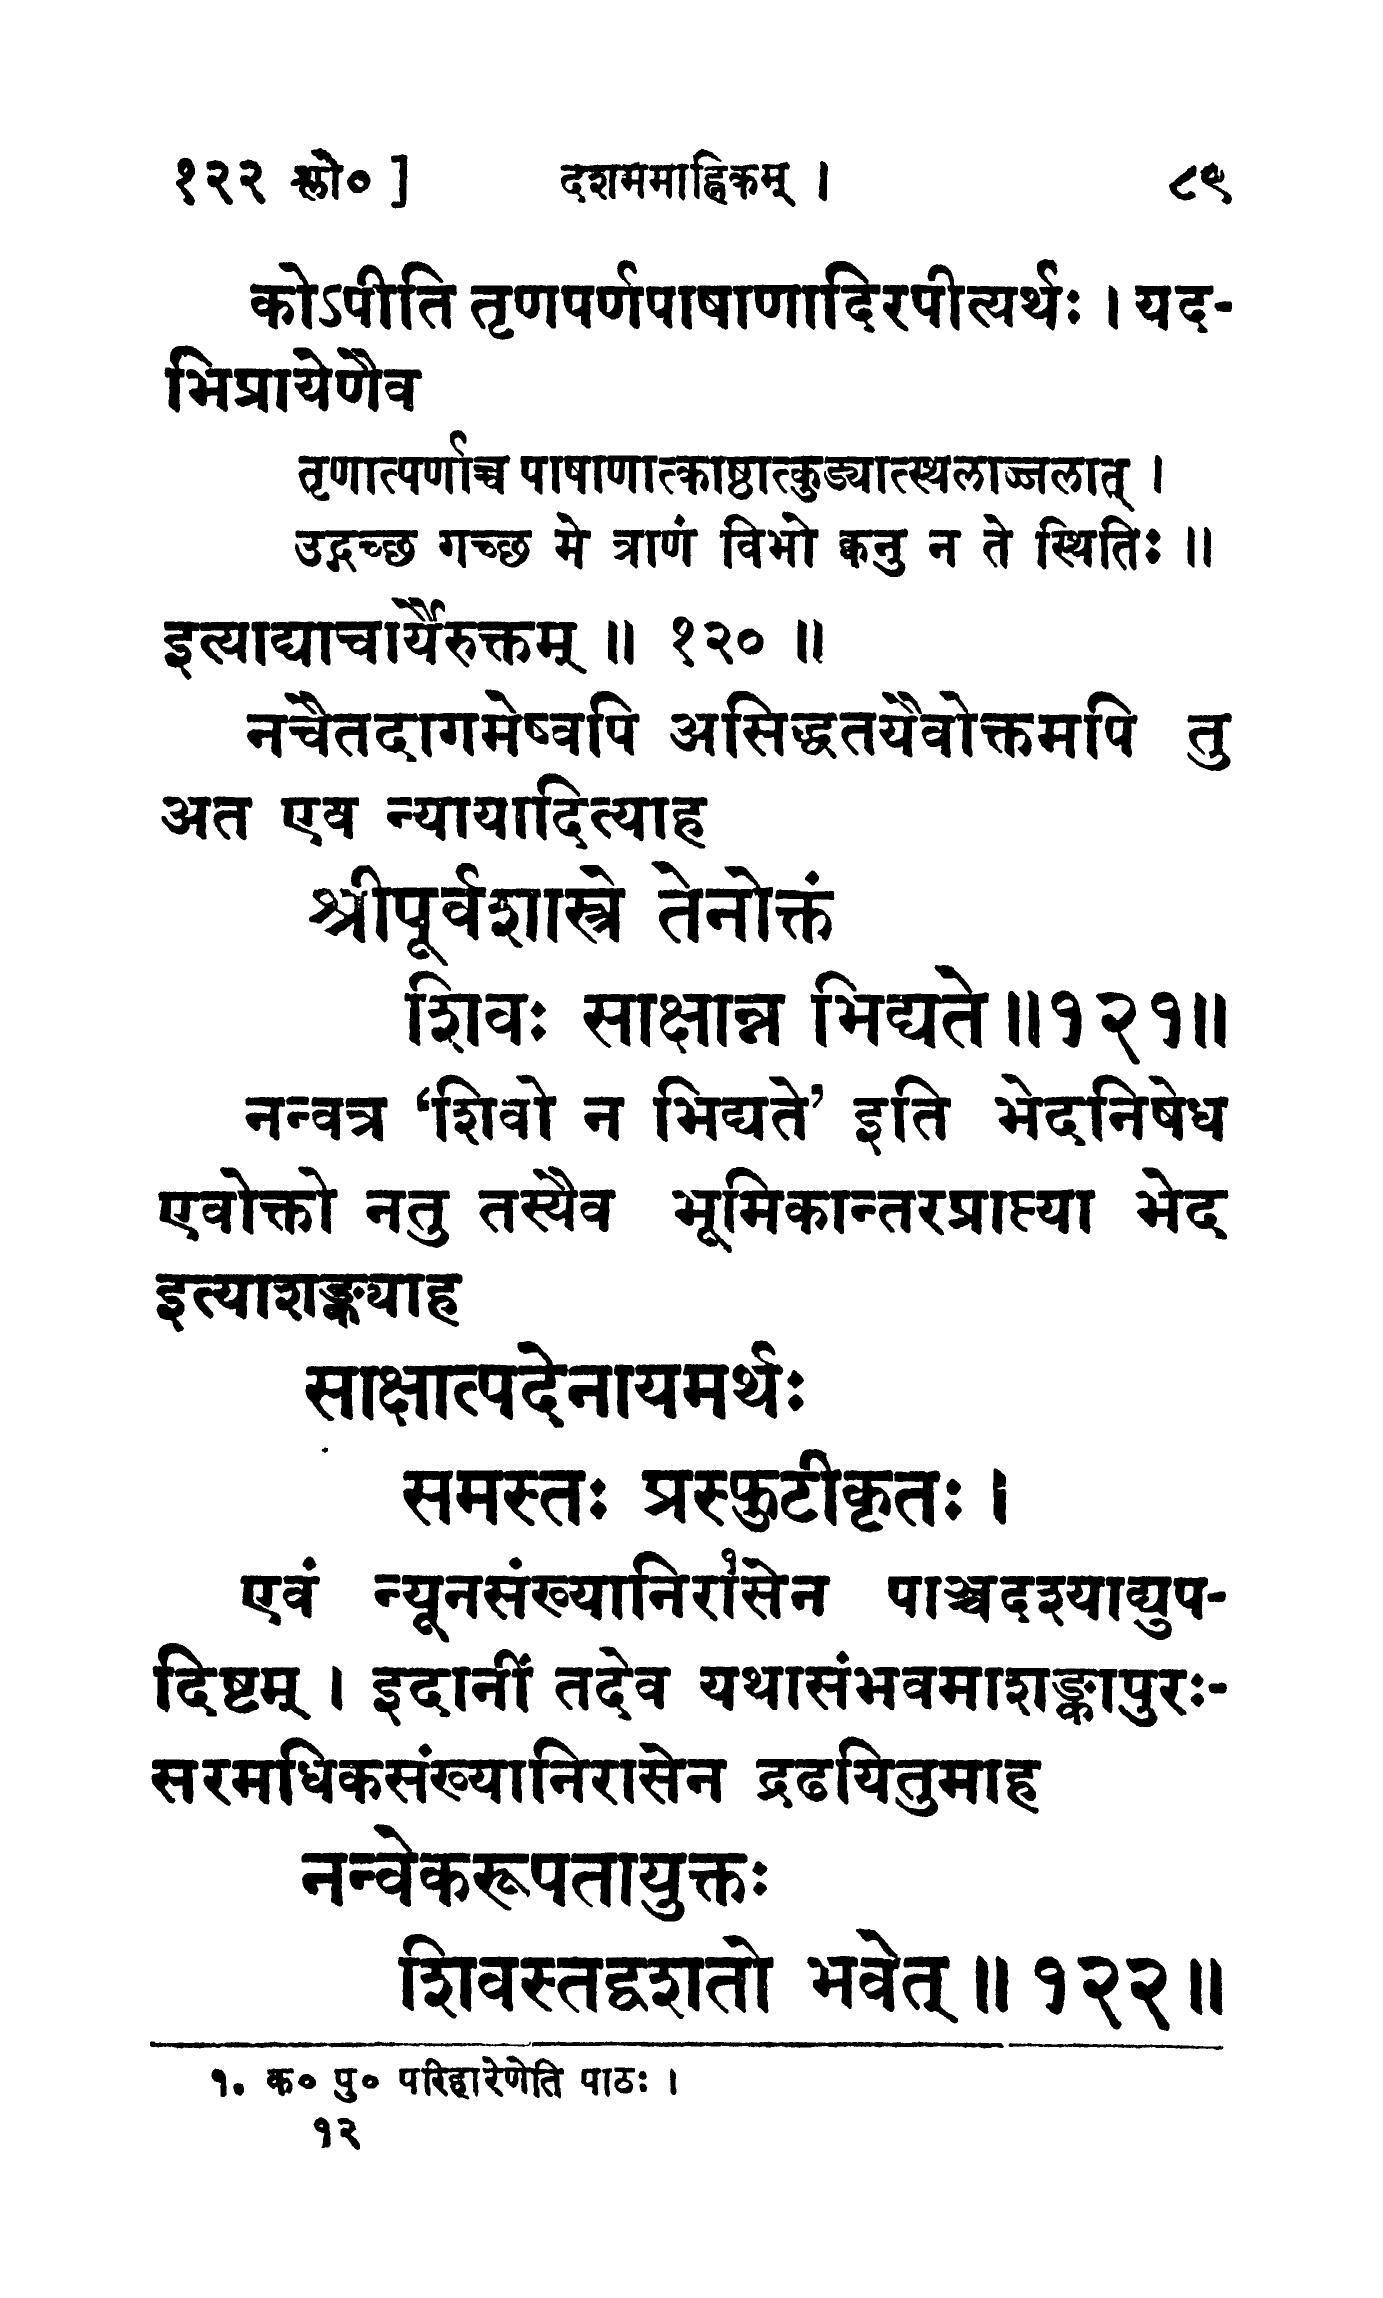 १२२ श्लो० ] दशममाह्निकम् । ८९
कोऽपीति तृणपर्णपाषाणादिरपीत्यर्थः । यद-
भिप्रायेणैव
तृणात्पर्णाच्च पाषाणात्काष्ठात्कुड्यात्स्थलाज्जलात् ।
उद्गच्छ गच्छ मे त्राणं विभो क्वनु न ते स्थितिः ॥
इत्याद्याचार्यैरुक्तम् ॥ १२० ॥
नचैतदागमेष्वपि असिद्धतयैवोक्तमपि तु
अत एव न्यायादित्याह
श्रीपूर्वशास्त्रे तेनोक्तं
शिवः साक्षान्न भिद्यते ॥१२१॥
नन्वत्र ‘शिवो न भिद्यते’ इति भेदनिषेध
एवोक्तो नतु तस्यैव भूमिकान्तरप्राप्त्या भेद
इत्याशङ्क्याह
साक्षात्पदेनायमर्थः
समस्तः प्रस्फुटीकृतः ।
एवं न्यूनसंख्यानिरा१सेन पाञ्चदश्याद्युप-
दिष्टम् । इदानीं तदेव यथासंभवमाशङ्कापुरः-
सरमधिकसंख्यानिरासेन द्रढयितुमाह
नन्वेकरूपतायुक्तः
शिवस्तद्वशतो भवेत् ॥ १२२ ॥
१. क० पु० परिहारेणेति पाठः ।
१२